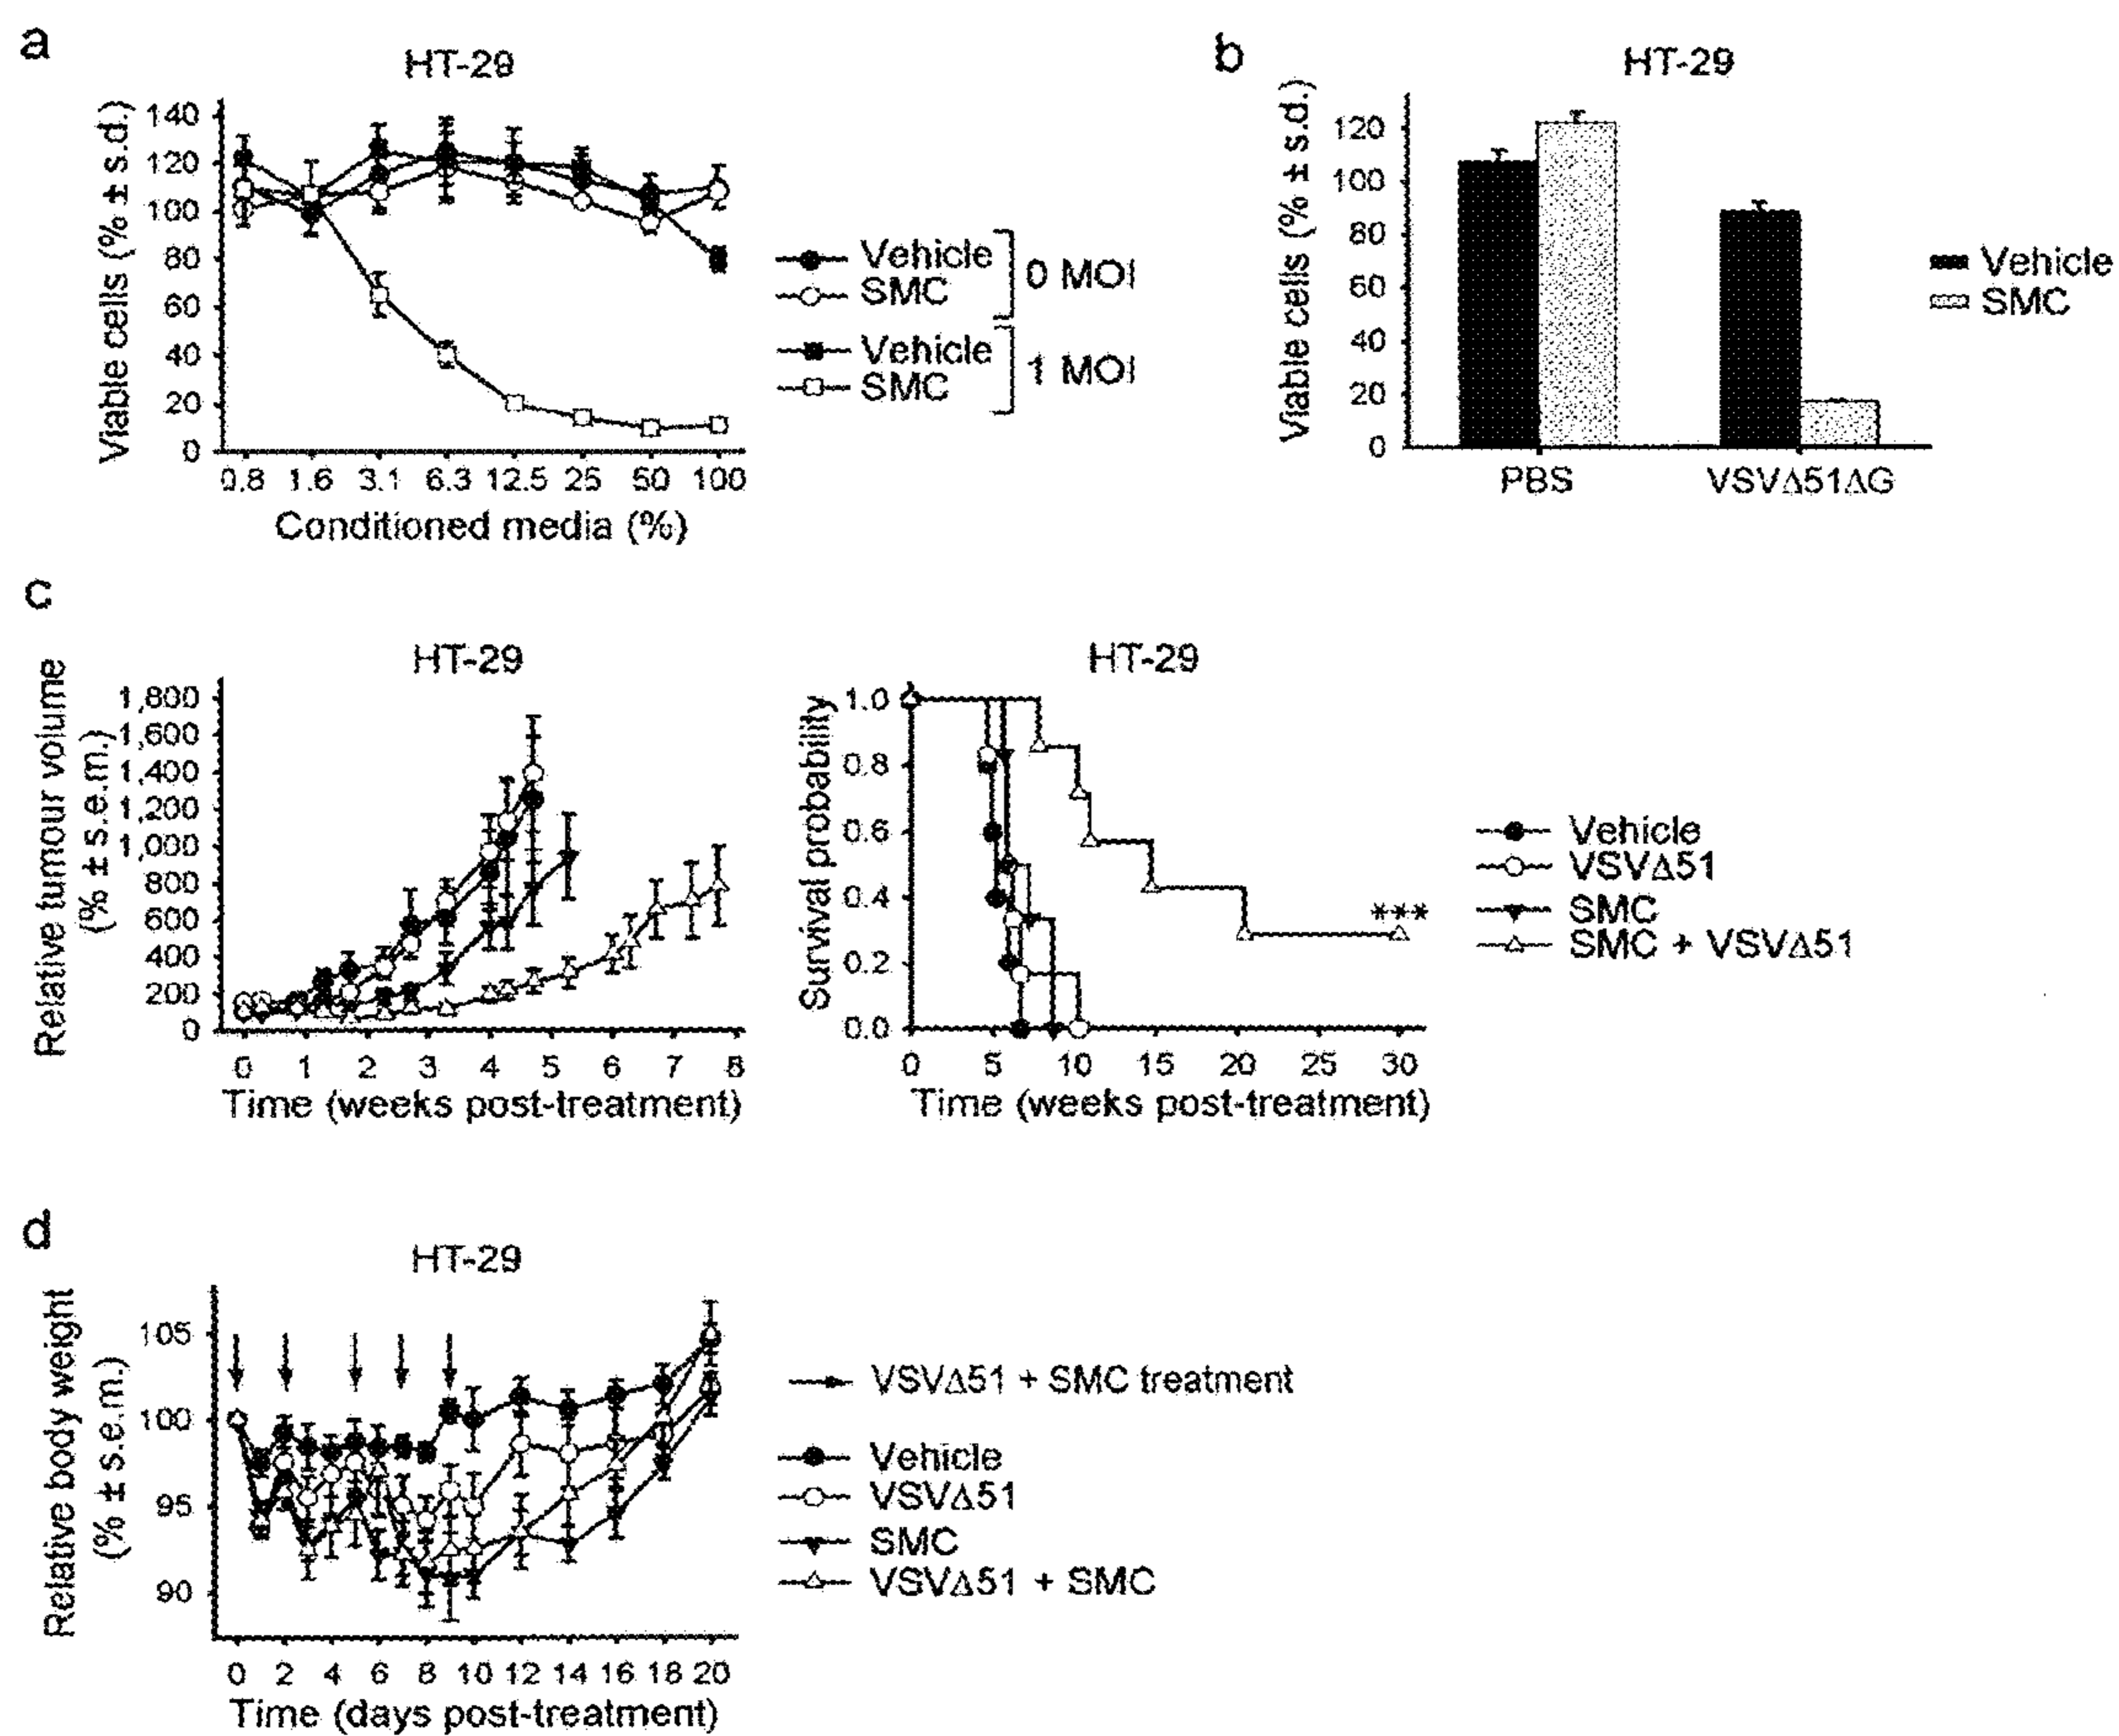 a
HT-29
Viable cells (% ± s.d.)
140
120
100
80
60
40
20
0
0.8 1.6 3.1 6.3 12.5 25 50 100
Conditioned media (%)
Vehicle
SMC
0 MOI
Vehicle
SMC
1 MOI
b
HT-29
Viable cells (% ± s.d.)
120
100
80
60
40
20
0
PBS VSVΔ51ΔG
Vehicle
SMC
c
HT-29
Relative tumour volume
(% ± s.e.m.)
1,800
1,600
1,400
1,200
1,000
800
600
400
200
0
0 1 2 3 4 5 6 7 8
Time (weeks post-treatment)
HT-29
Survival probability
1.0
0.8
0.6
0.4
0.2
0.0
***
0 5 10 15 20 25 30
Time (weeks post-treatment)
Vehicle
VSVΔ51
SMC
SMC + VSVΔ51
d
HT-29
Relative body weight
(% ± s.e.m.)
105
100
95
90
0 2 4 6 8 10 12 14 16 18 20
Time (days post-treatment)
VSVΔ51 + SMC treatment
Vehicle
VSVΔ51
SMC
VSVΔ51 + SMC